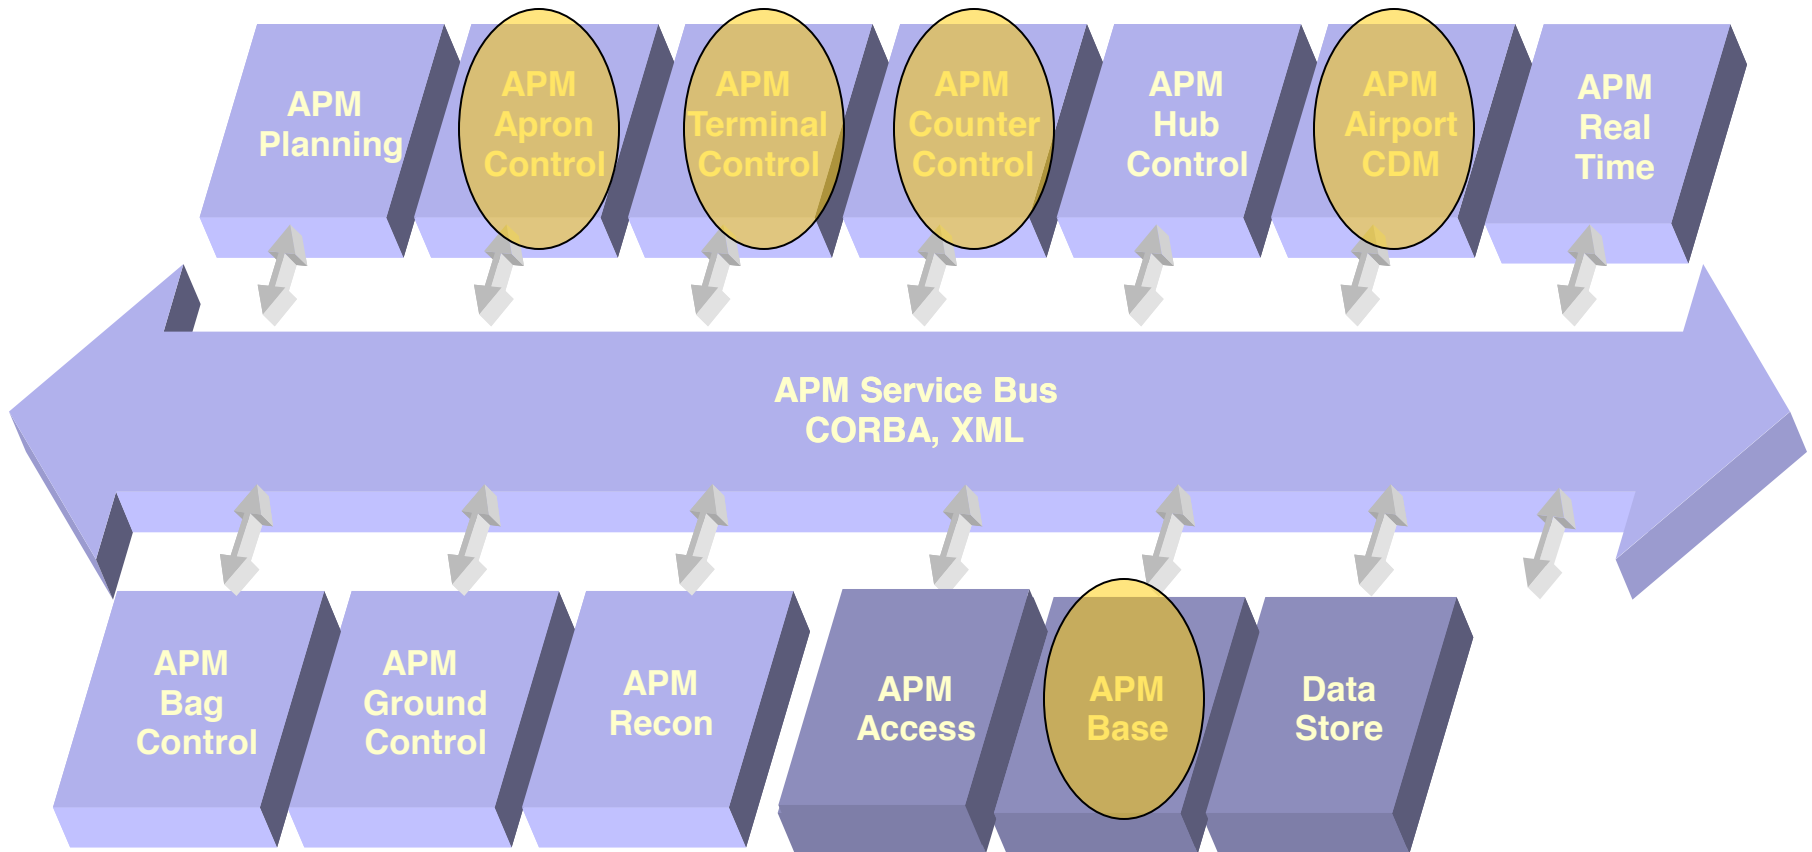 APM
Planning
APM
Apron
Control
APM
Terminal
Control
APM
Counter
Control
APM
Hub
Control
APM
Airport
CDM
APM
Real
Time
APM Service Bus
CORBA, XML
APM
Bag
Control
APM
Ground
Control
APM
Recon
APM
Access
APM
Base
Data
Store